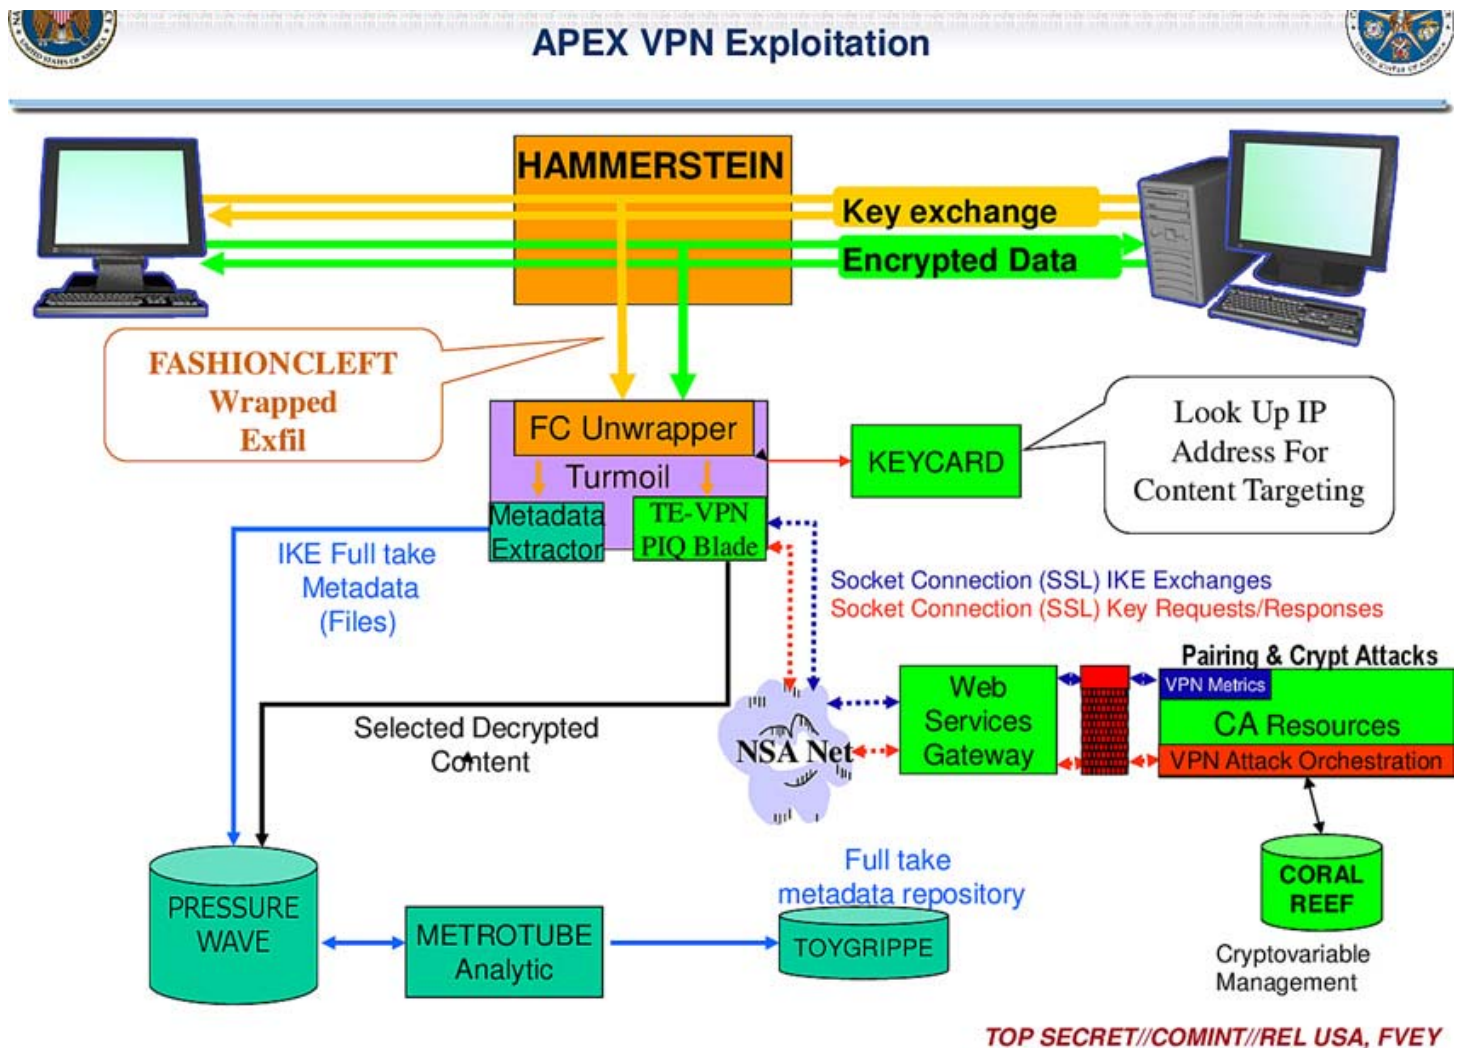 APEX VPN Exploitation
UNITED STATES OF AMERICA
HAMMERSTEIN
Key exchange
Encrypted Data
FASHIONCLEFT
Wrapped
Exfil
FC Unwrapper
Turmoil
Metadata
Extractor
TE-VPN
PIQ Blade
KEYCARD
Look Up IP
Address For
Content Targeting
IKE Full take
Metadata
(Files)
Socket Connection (SSL) IKE Exchanges
Socket Connection (SSL) Key Requests/Responses
Pairing & Crypt Attacks
VPN Metrics
CA Resources
VPN Attack Orchestration
Web
Services
Gateway
NSA Net
Selected Decrypted
Content
PRESSURE
WAVE
METROTUBE
Analytic
Full take
metadata repository
TOYGRIPPE
CORAL
REEF
Cryptovariable
Management
TOP SECRET//COMINT//REL USA, FVEY